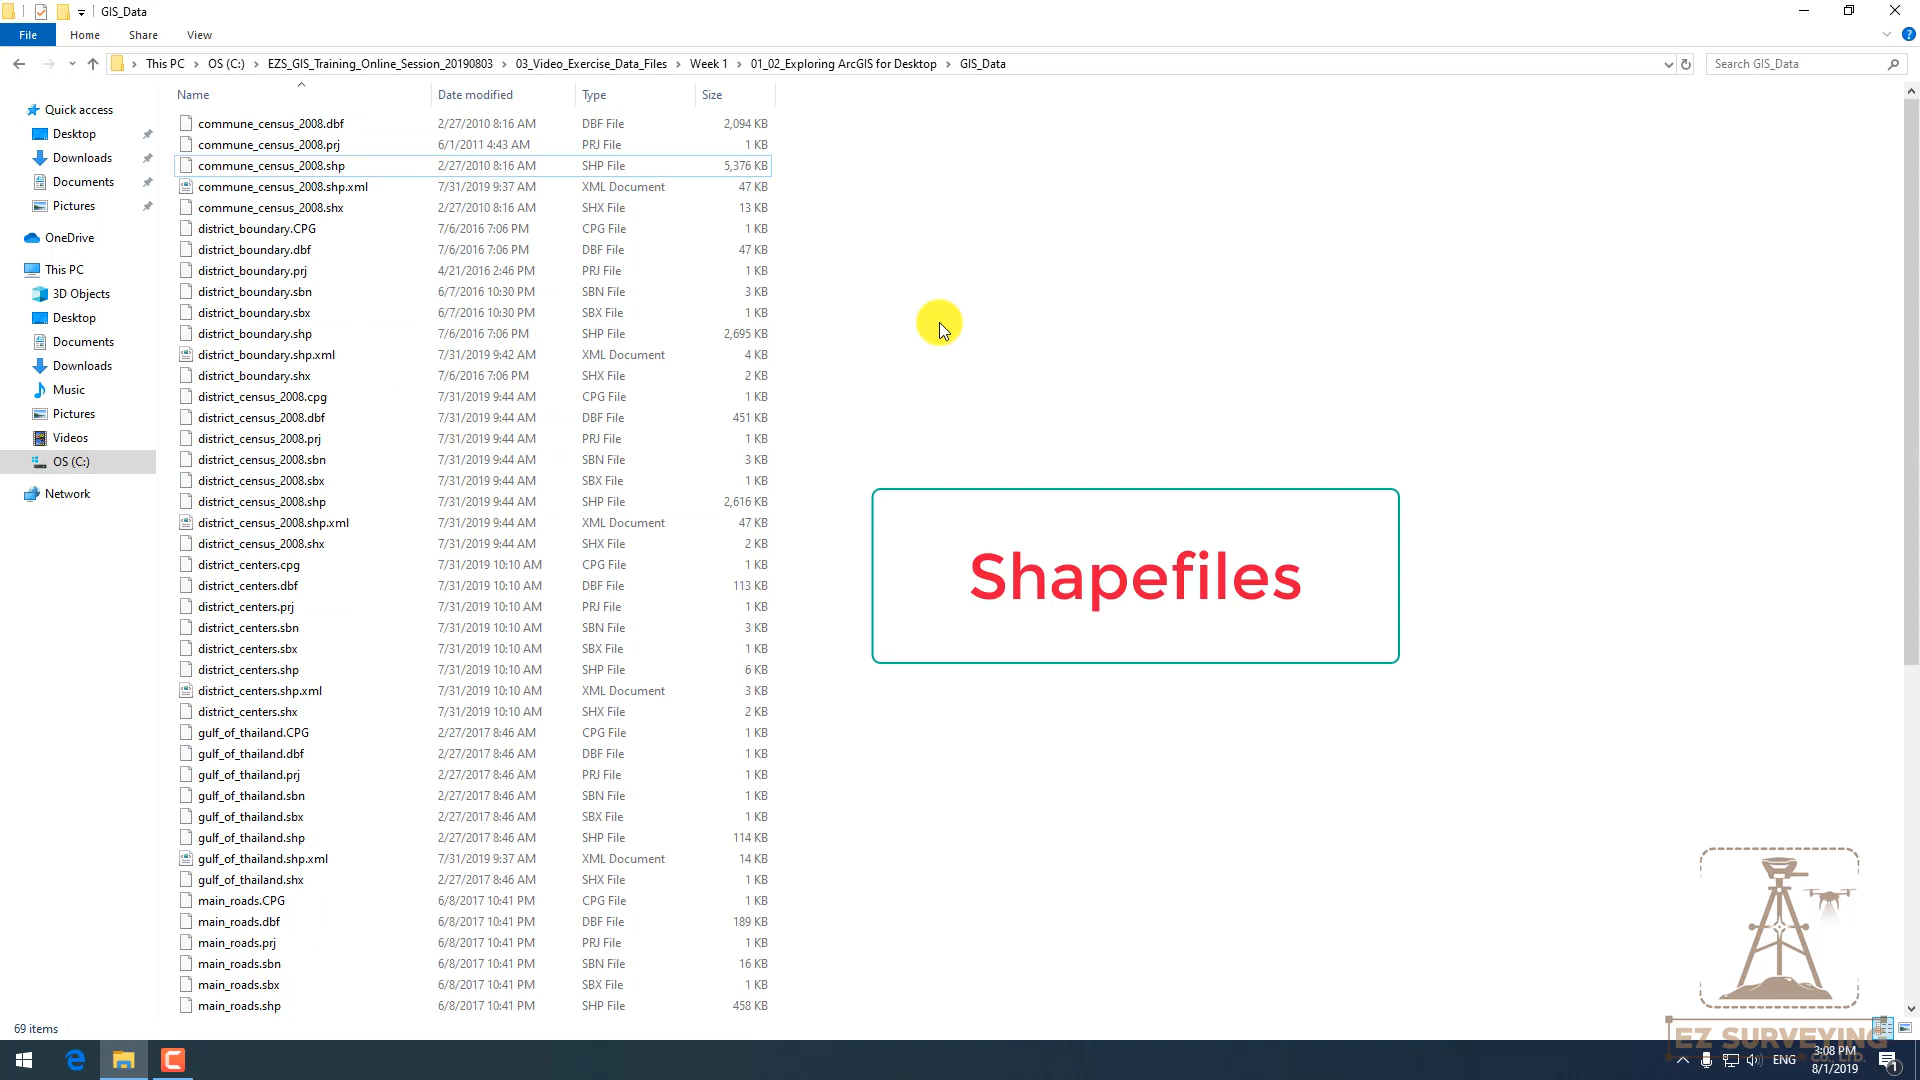 GIS_Data
File Home Share View
This PC OS (C:) EZS_GIS_Training_Online_Session_20190803 03_Video_Exercise_Data_Files Week 1 01_02_Exploring ArcGIS for Desktop GIS_Data Search GIS_Data
Name Date modified Type Size
Quick access
Desktop
Downloads
Documents
Pictures
OneDrive
This PC
3D Objects
Desktop
Documents
Downloads
Music
Pictures
Videos
OS (C:)
Network
commune_census_2008.dbf 2/27/2010 8:16 AM DBF File 2,094 KB
commune_census_2008.prj 6/1/2011 4:43 AM PRJ File 1 KB
commune_census_2008.shp 2/27/2010 8:16 AM SHP File 5,376 KB
commune_census_2008.shp.xml 7/31/2019 9:37 AM XML Document 47 KB
commune_census_2008.shx 2/27/2010 8:16 AM SHX File 13 KB
district_boundary.CPG 7/6/2016 7:06 PM CPG File 1 KB
district_boundary.dbf 7/6/2016 7:06 PM DBF File 47 KB
district_boundary.prj 4/21/2016 2:46 PM PRJ File 1 KB
district_boundary.sbn 6/7/2016 10:30 PM SBN File 3 KB
district_boundary.sbx 6/7/2016 10:30 PM SBX File 1 KB
district_boundary.shp 7/6/2016 7:06 PM SHP File 2,695 KB
district_boundary.shp.xml 7/31/2019 9:42 AM XML Document 4 KB
district_boundary.shx 7/6/2016 7:06 PM SHX File 2 KB
district_census_2008.cpg 7/31/2019 9:44 AM CPG File 1 KB
district_census_2008.dbf 7/31/2019 9:44 AM DBF File 451 KB
district_census_2008.prj 7/31/2019 9:44 AM PRJ File 1 KB
district_census_2008.sbn 7/31/2019 9:44 AM SBN File 3 KB
district_census_2008.sbx 7/31/2019 9:44 AM SBX File 1 KB
district_census_2008.shp 7/31/2019 9:44 AM SHP File 2,616 KB
district_census_2008.shp.xml 7/31/2019 9:44 AM XML Document 47 KB
district_census_2008.shx 7/31/2019 9:44 AM SHX File 2 KB
district_centers.cpg 7/31/2019 10:10 AM CPG File 1 KB
district_centers.dbf 7/31/2019 10:10 AM DBF File 113 KB
district_centers.prj 7/31/2019 10:10 AM PRJ File 1 KB
district_centers.sbn 7/31/2019 10:10 AM SBN File 3 KB
district_centers.sbx 7/31/2019 10:10 AM SBX File 1 KB
district_centers.shp 7/31/2019 10:10 AM SHP File 6 KB
district_centers.shp.xml 7/31/2019 10:10 AM XML Document 3 KB
district_centers.shx 7/31/2019 10:10 AM SHX File 2 KB
gulf_of_thailand.CPG 2/27/2017 8:46 AM CPG File 1 KB
gulf_of_thailand.dbf 2/27/2017 8:46 AM DBF File 1 KB
gulf_of_thailand.prj 2/27/2017 8:46 AM PRJ File 1 KB
gulf_of_thailand.sbn 2/27/2017 8:46 AM SBN File 1 KB
gulf_of_thailand.sbx 2/27/2017 8:46 AM SBX File 1 KB
gulf_of_thailand.shp 2/27/2017 8:46 AM SHP File 114 KB
gulf_of_thailand.shp.xml 7/31/2019 9:37 AM XML Document 14 KB
gulf_of_thailand.shx 2/27/2017 8:46 AM SHX File 1 KB
main_roads.CPG 6/8/2017 10:41 PM CPG File 1 KB
main_roads.dbf 6/8/2017 10:41 PM DBF File 189 KB
main_roads.prj 6/8/2017 10:41 PM PRJ File 1 KB
main_roads.sbn 6/8/2017 10:41 PM SBN File 16 KB
main_roads.sbx 6/8/2017 10:41 PM SBX File 1 KB
main_roads.shp 6/8/2017 10:41 PM SHP File 458 KB
Shapefiles
69 items
EZ SURVEYING
Co., Ltd.
ENG 3:08 PM
8/1/2019
1